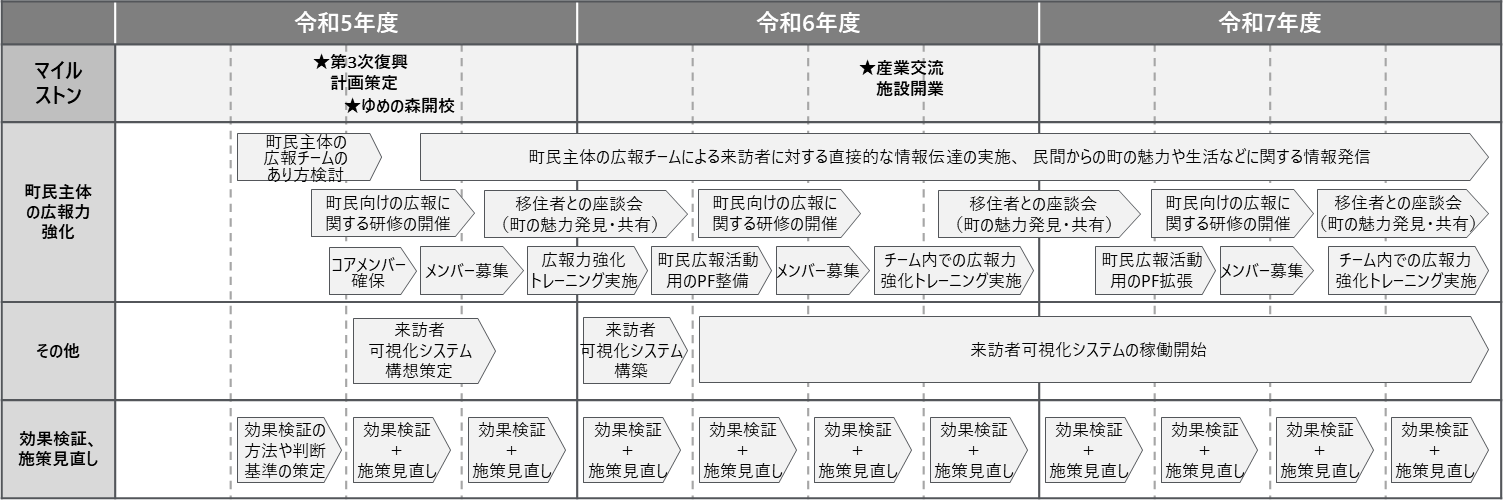 令和5年度
令和6年度
令和7年度
マイル
ストン
★第3次復興
計画策定
★ゆめの森開校
★産業交流
施設開業
町民主体
の広報力
強化
町民主体の
広報チームの
あり方検討
町民主体の広報チームによる来訪者に対する直接的な情報伝達の実施、民間からの町の魅力や生活などに関する情報発信
町民向けの広報に
関する研修の開催
移住者との座談会
(町の魅力発見・共有)
町民向けの広報に
関する研修の開催
移住者との座談会
(町の魅力発見・共有)
町民向けの広報に
関する研修の開催
移住者との座談会
(町の魅力発見・共有)
コアメンバー
確保
メンバー募集
広報力強化
トレーニング実施
町民広報活動
用のPF整備
メンバー募集
チーム内での広報力
強化トレーニング実施
町民広報活動
用のPF拡張
メンバー募集
チーム内での広報力
強化トレーニング実施
その他
来訪者
可視化システム
構想策定
来訪者
可視化システム
構築
来訪者可視化システムの稼働開始
効果検証、
施策見直し
効果検証の
方法や判断
基準の策定
効果検証
+
施策見直し
効果検証
+
施策見直し
効果検証
+
施策見直し
効果検証
+
施策見直し
効果検証
+
施策見直し
効果検証
+
施策見直し
効果検証
+
施策見直し
効果検証
+
施策見直し
効果検証
+
施策見直し
効果検証
+
施策見直し